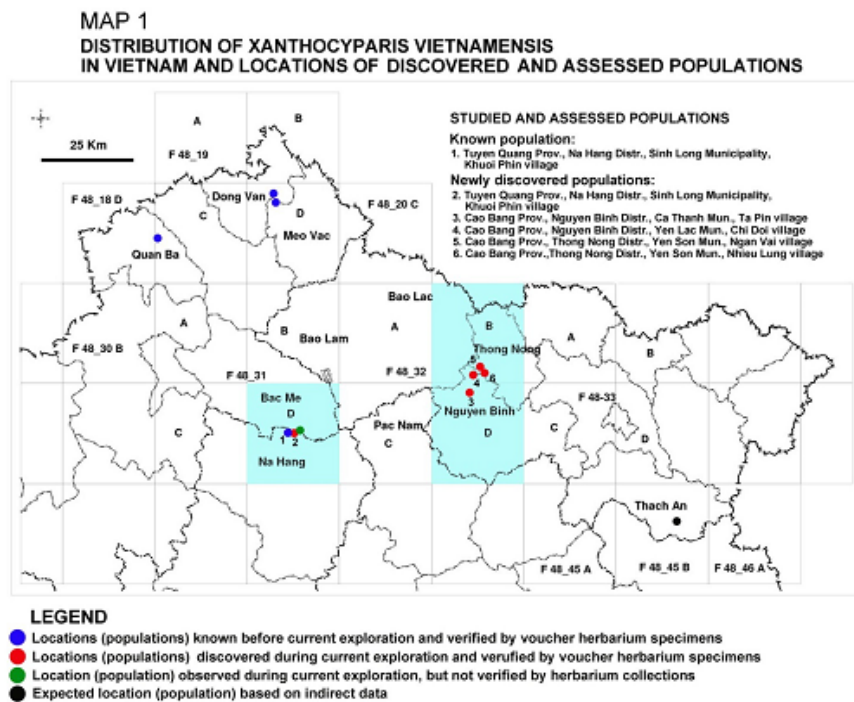 MAP 1
DISTRIBUTION OF XANTHOCYPARIS VIETNAMENSIS
IN VIETNAM AND LOCATIONS OF DISCOVERED AND ASSESSED POPULATIONS
STUDIED AND ASSESSED POPULATIONS
Known population:
1. Tuyen Quang Prov., Na Hang Distr., Sinh Long Municipality,
Khuoi Phin village
Newly discovered populations:
2. Tuyen Quang Prov., Na Hang Distr., Sinh Long Municipality,
Khuoi Phin village
3. Cao Bang Prov., Nguyen Binh Distr., Ca Thanh Mun., Ta Pin village
4. Cao Bang Prov., Nguyen Binh Distr., Yen Lac Mun., Chi Doi village
5. Cao Bang Prov., Thong Nong Distr., Yen Son Mun., Ngan Vai village
6. Cao Bang Prov.,Thong Nong Distr., Yen Son Mun., Nhieu Lung village
25 Km
A
B
F 48_19
F 48_18 D
C
Dong Van
D
F 48_20 C
Meo Vac
Quan Ba
A
B
Bao Lam
Bao Lac
A
B
Thong Nong
A
B
F 48_30 B
F 48_31
F 48_32
5
4
6
3
F 48-33
Bac Me
D
C
1
2
Na Hang
Pac Nam
C
Nguyen Binh
D
C
D
Thach An
F 48_45 A
F 48_45 B
F 48_46 A
LEGEND
Locations (populations) known before current exploration and verified by voucher herbarium specimens
Locations (populations) discovered during current exploration and verufied by voucher herbarium specimens
Location (population) observed during current exploration, but not verified by herbarium collections
Expected location (population) based on indirect data